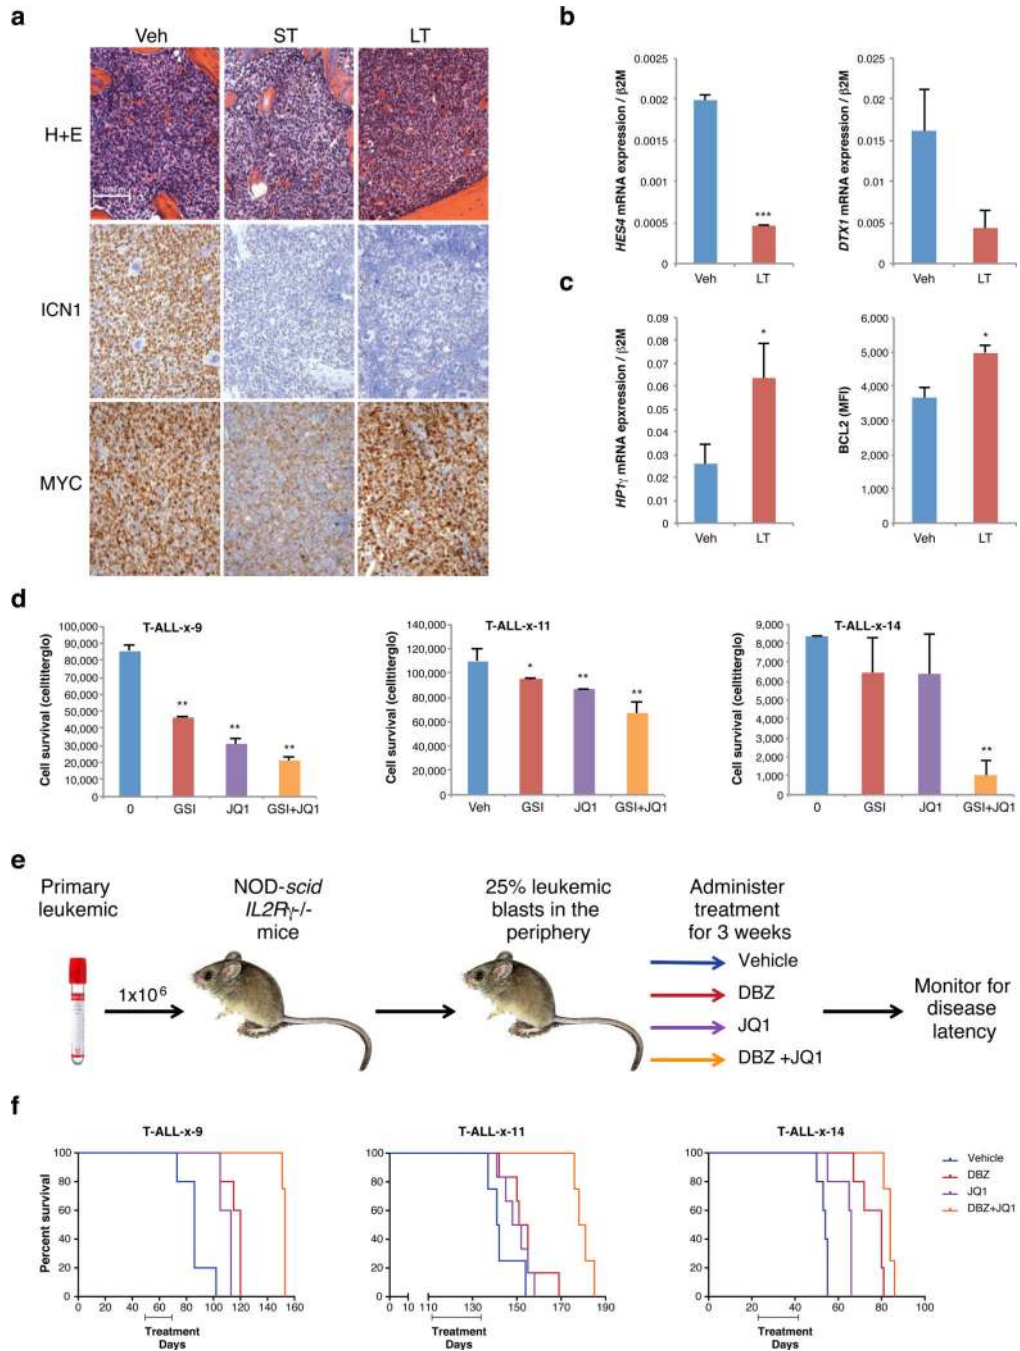 a
Veh
ST
LT
H+E
ICN1
MYC
b
HES4 mRNA expression / β2M
0.0025
0.002
0.0015
0.001
0.0005
0
***
Veh
LT
DTX1 mRNA expression / β2M
0.025
0.02
0.015
0.01
0.005
0
Veh
LT
c
HP1γ mRNA epxression / β2M
0.09
0.08
0.07
0.06
0.05
0.04
0.03
0.02
0.01
0
*
Veh
LT
BCL2 (MFI)
6,000
5,000
4,000
3,000
2,000
1,000
0
*
Veh
LT
d
T-ALL-x-9
Cell survival (celltiterglo)
100,000
90,000
80,000
70,000
60,000
50,000
40,000
30,000
20,000
10,000
0
**
**
**
0
GSI
JQ1
GSI+JQ1
T-ALL-x-11
Cell survival (celltiterglo)
140,000
120,000
100,000
80,000
60,000
40,000
20,000
0
*
**
**
Veh
GSI
JQ1
GSI+JQ1
T-ALL-x-14
Cell survival (celltiterglo)
9,000
8,000
7,000
6,000
5,000
4,000
3,000
2,000
1,000
0
**
0
GSI
JQ1
GSI+JQ1
e
Primary
leukemic
1x10⁶
NOD-scid
IL2Rγ-/-
mice
25% leukemic
blasts in the
periphery
Administer
treatment
for 3 weeks
Vehicle
DBZ
JQ1
DBZ +JQ1
Monitor for
disease
latency
f
T-ALL-x-9
Percent survival
100
80
60
40
20
0
0 20 40 60 80 100 120 140 160
Treatment
Days
T-ALL-x-11
100
80
60
40
20
0
0 10 110 130 150 170 190
Treatment
Days
T-ALL-x-14
100
80
60
40
20
0
0 20 40 60 80 100
Treatment
Days
Vehicle
DBZ
JQ1
DBZ+JQ1